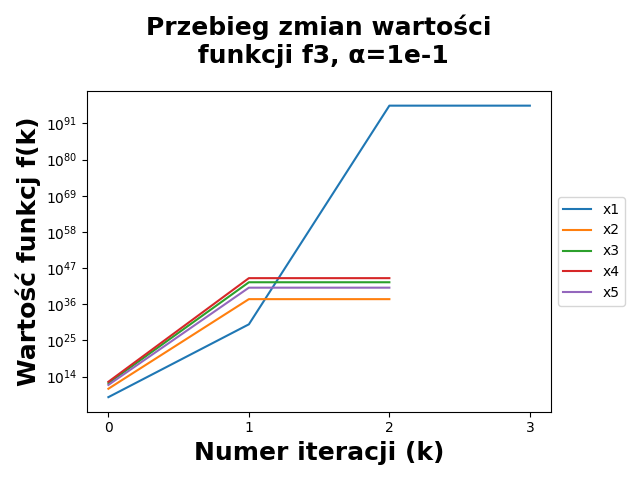 Przebieg zmian wartości
funkcji f3, α=1e-1
Wartość funkcj f(k)
10^91
10^80
10^69
10^58
10^47
10^36
10^25
10^14
0 1 2 3
Numer iteracji (k)
x1
x2
x3
x4
x5